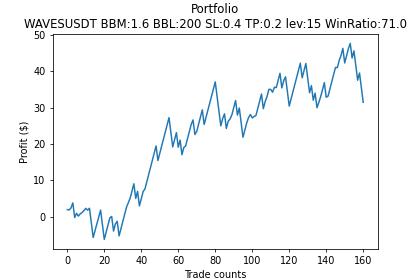 Portfolio
WAVESUSDT BBM:1.6 BBL:200 SL:0.4 TP:0.2 lev:15 WinRatio:71.0
50
40
30
20
10
0
Profit ($)
0 20 40 60 80 100 120 140 160
Trade counts